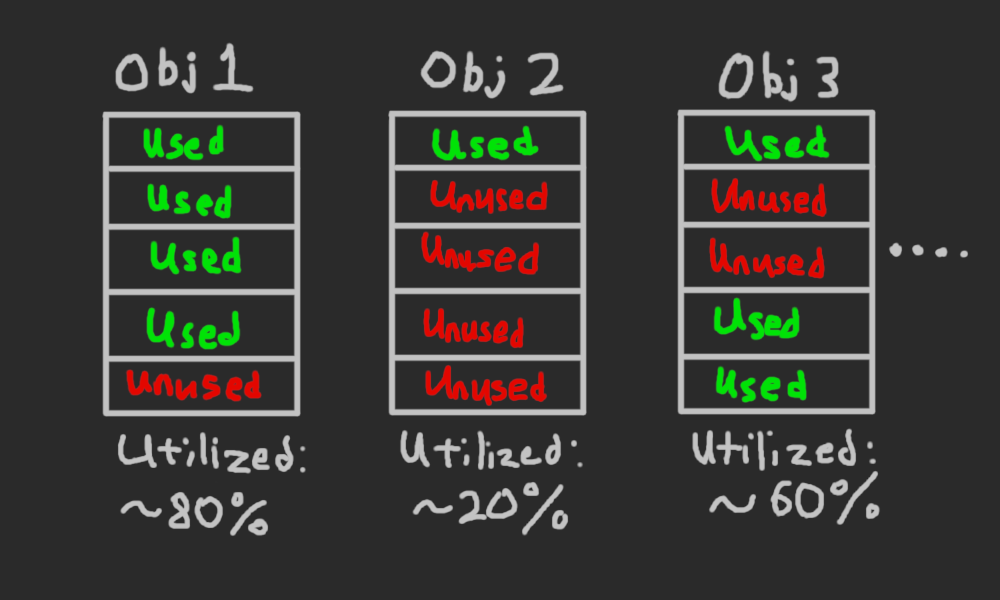 Obj 1
Used
Used
Used
Used
Unused
Utilized:
~80%
Obj 2
Used
Unused
Unused
Unused
Unused
Utilized:
~20%
Obj 3
Used
Unused
Unused
Used
Used
Utilized:
~60%
....